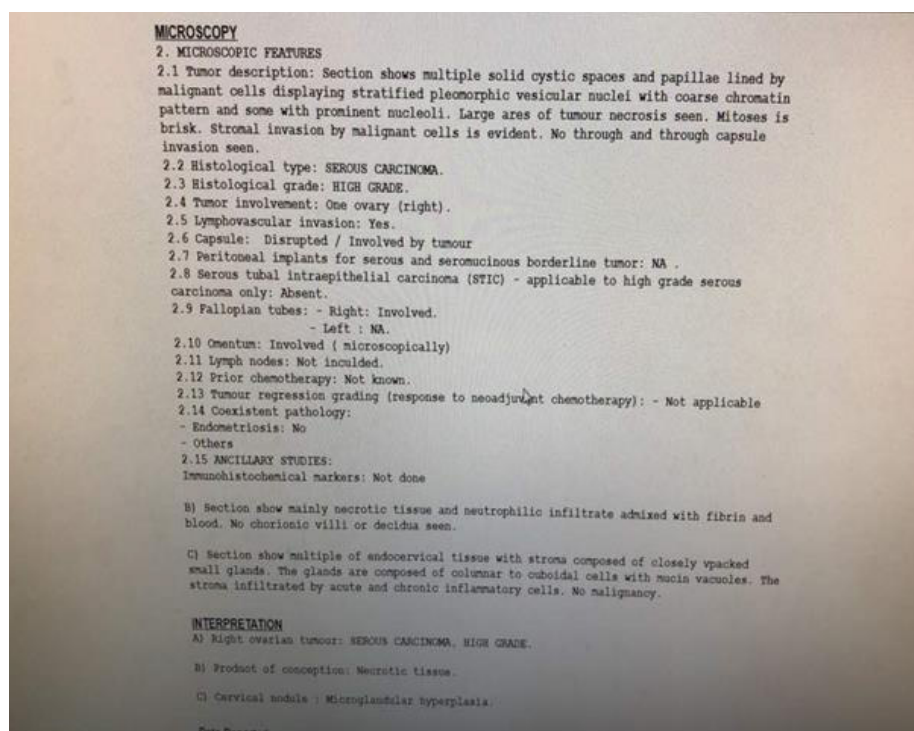 MICROSCOPY
2. MICROSCOPIC FEATURES
2.1 Tumor description: Section shows multiple solid cystic spaces and papillae lined by
malignant cells displaying stratified pleomorphic vesicular nuclei with coarse chromatin
pattern and some with prominent nucleoli. Large ares of tumour necrosis seen. Mitoses is
brisk. Stromal invasion by malignant cells is evident. No through and through capsule
invasion seen.
2.2 Histological type: SEROUS CARCINOMA.
2.3 Histological grade: HIGH GRADE.
2.4 Tumor involvement: One ovary (right).
2.5 Lymphovascular invasion: Yes.
2.6 Capsule: Disrupted / Involved by tumour
2.7 Peritoneal implants for serous and seromucinous borderline tumor: NA .
2.8 Serous tubal intraepithelial carcinoma (STIC) - applicable to high grade serous
carcinoma only: Absent.
2.9 Fallopian tubes: - Right: Involved.
- Left : NA.
2.10 Omentum: Involved ( microscopically)
2.11 Lymph nodes: Not inculded.
2.12 Prior chemotherapy: Not known.
2.13 Tumour regression grading (response to neoadjuvant chemotherapy): - Not applicable
2.14 Coexistent pathology:
- Endometriosis: No
- Others
2.15 ANCILLARY STUDIES:
Immunohistochemical markers: Not done
B) Section show mainly necrotic tissue and neutrophilic infiltrate admixed with fibrin and
blood. No chorionic villi or decidua seen.
C) Section show multiple of endocervical tissue with stroma composed of closely vpacked
small glands. The glands are composed of columnar to cuboidal cells with mucin vacuoles. The
stroma infiltrated by acute and chronic inflammatory cells. No malignancy.
INTERPRETATION
A) Right ovarian tumour: SEROUS CARCINOMA, HIGH GRADE.
B) Product of conception: Necrotic tissue.
C) Cervical nodule : Microglandular hyperplasia.